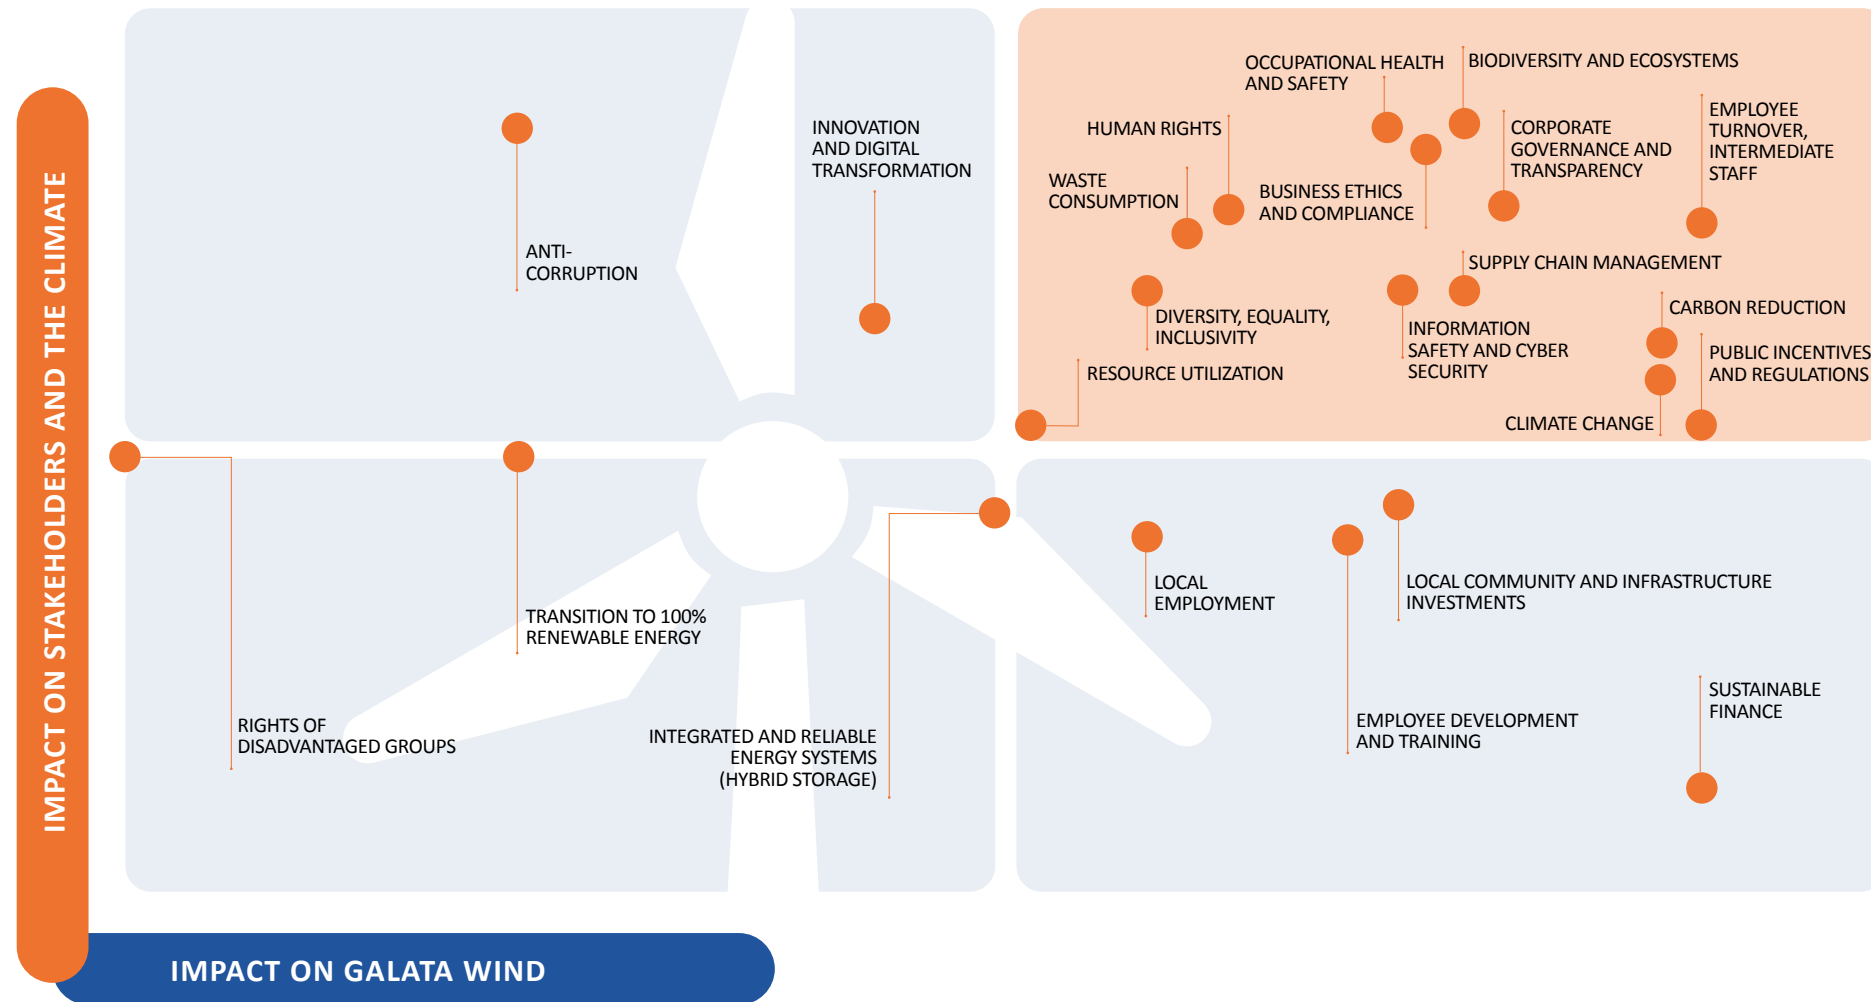 IMPACT ON STAKEHOLDERS AND THE CLIMATE
ANTI-
CORRUPTION
INNOVATION
AND DIGITAL
TRANSFORMATION
OCCUPATIONAL HEALTH
AND SAFETY
BIODIVERSITY AND ECOSYSTEMS
HUMAN RIGHTS
WASTE
CONSUMPTION
BUSINESS ETHICS
AND COMPLIANCE
CORPORATE
GOVERNANCE AND
TRANSPARENCY
EMPLOYEE
TURNOVER,
INTERMEDIATE
STAFF
SUPPLY CHAIN MANAGEMENT
DIVERSITY, EQUALITY,
INCLUSIVITY
INFORMATION
SAFETY AND CYBER
SECURITY
CARBON REDUCTION
RESOURCE UTILIZATION
PUBLIC INCENTIVES
AND REGULATIONS
CLIMATE CHANGE
RIGHTS OF
DISADVANTAGED GROUPS
TRANSITION TO 100%
RENEWABLE ENERGY
INTEGRATED AND RELIABLE
ENERGY SYSTEMS
(HYBRID STORAGE)
LOCAL
EMPLOYMENT
LOCAL COMMUNITY AND INFRASTRUCTURE
INVESTMENTS
EMPLOYEE DEVELOPMENT
AND TRAINING
SUSTAINABLE
FINANCE
IMPACT ON GALATA WIND